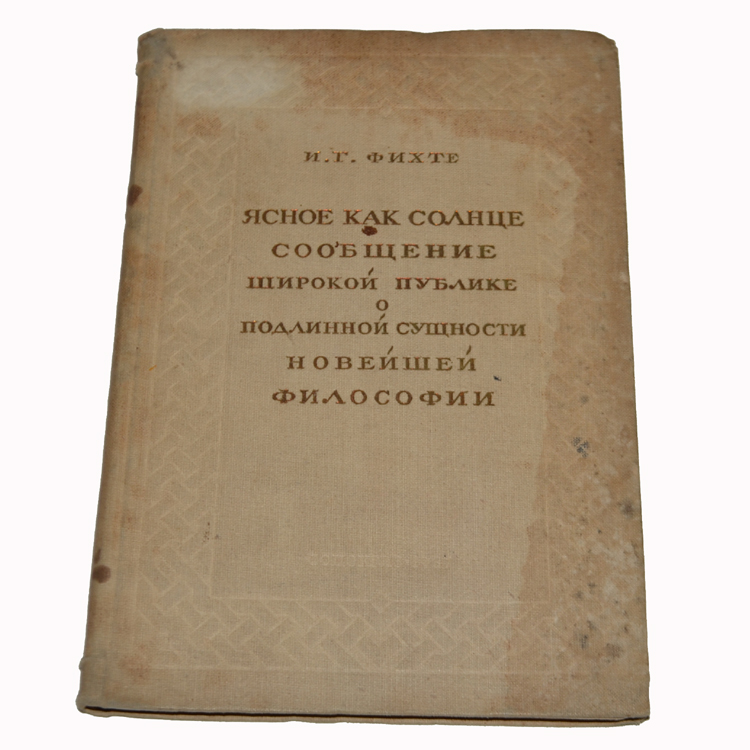 И. Г. ФИХТЕ
ЯСНОЕ КАК СОЛНЦЕ
СООБЩЕНИЕ
ШИРОКОЙ ПУБЛИКЕ
О
ПОДЛИННОЙ СУЩНОСТИ
НОВЕЙШЕЙ
ФИЛОСОФИИ